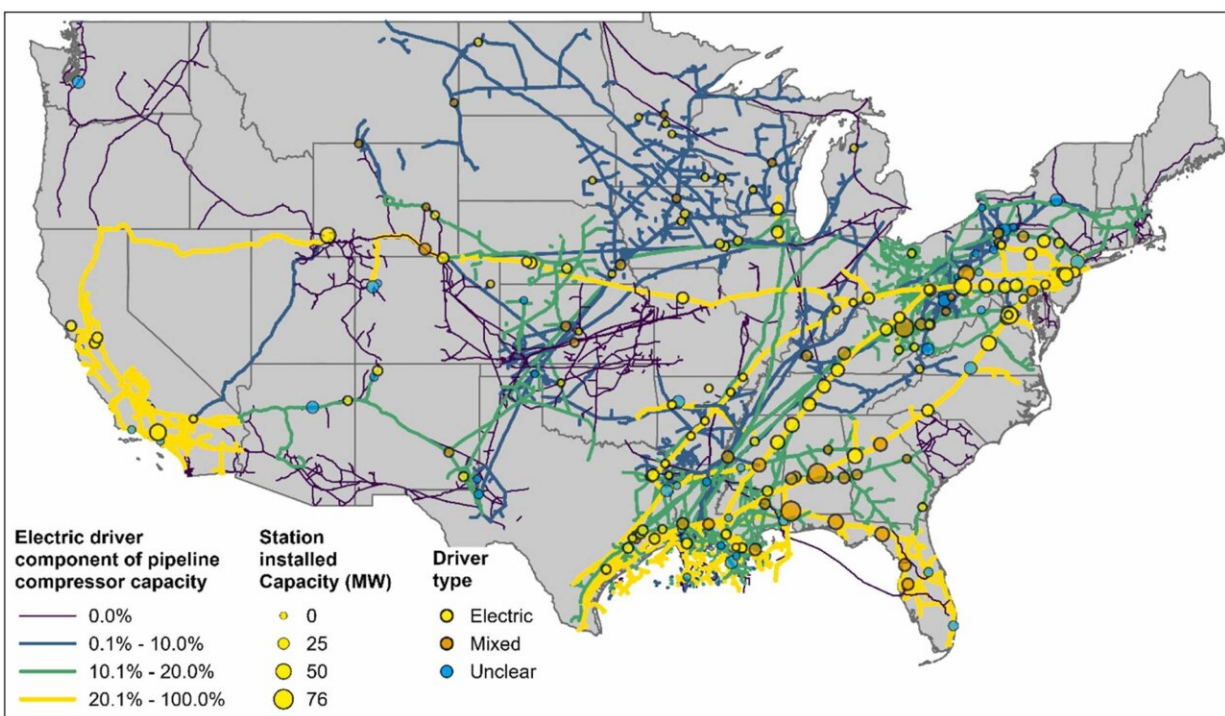 Electric driver
component of pipeline
compressor capacity
0.0%
0.1% - 10.0%
10.1% - 20.0%
20.1% - 100.0%
Station
installed
Capacity (MW)
0
25
50
76
Driver
type
Electric
Mixed
Unclear